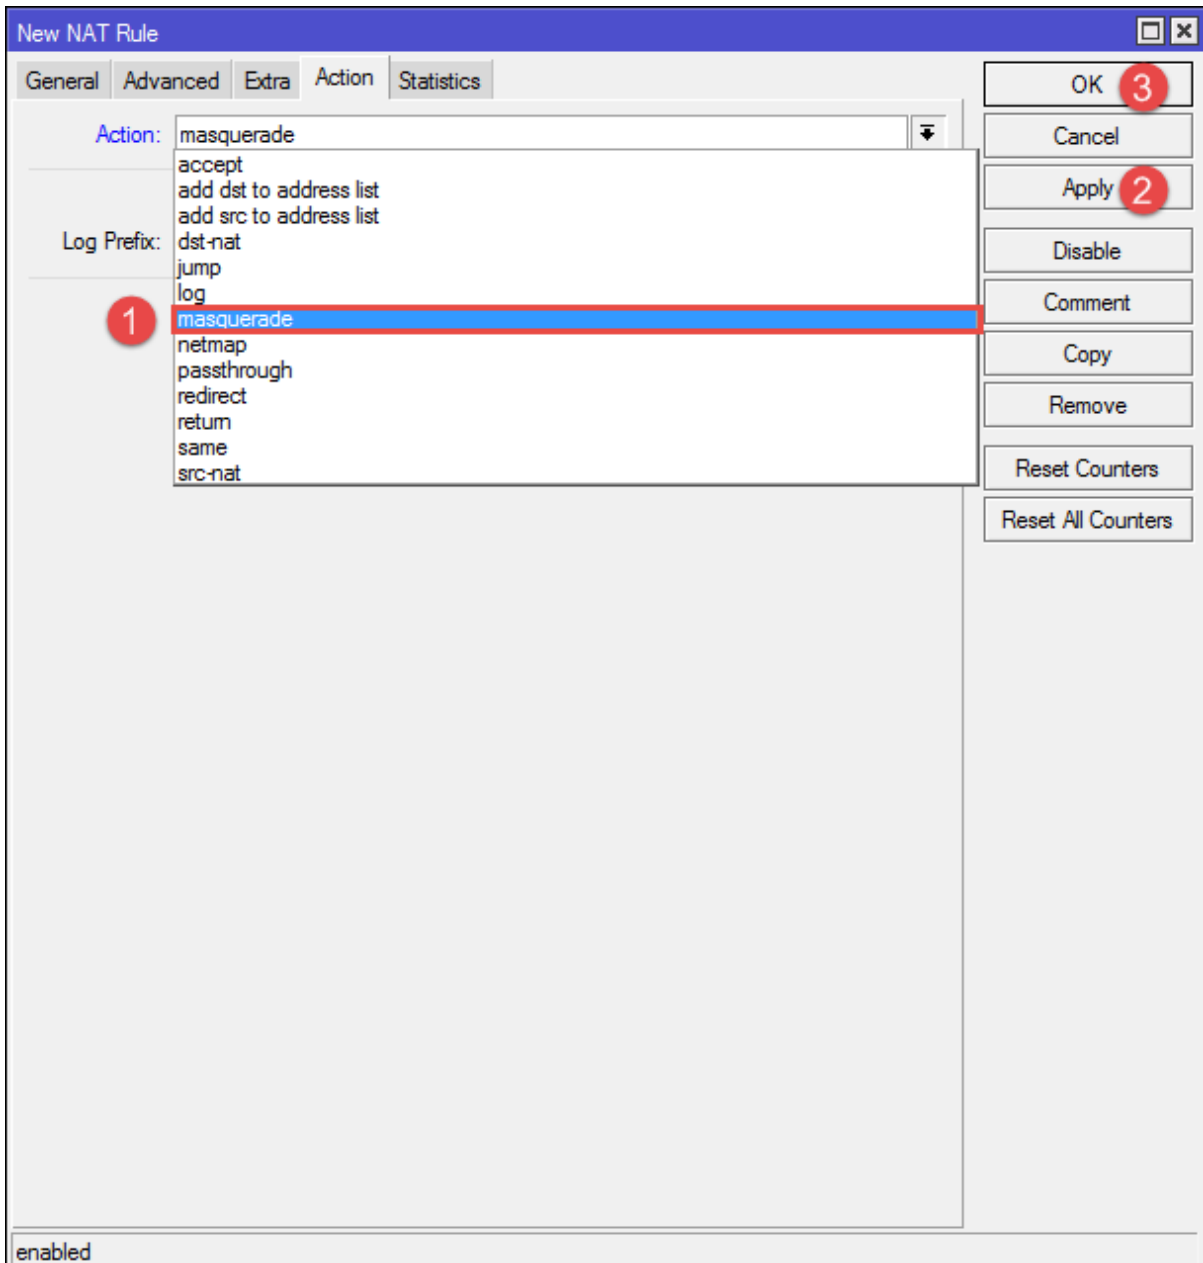 New NAT Rule
General Advanced Extra Action Statistics
Action: masquerade
accept
add dst to address list
add src to address list
Log Prefix: dst-nat
jump
log
1 masquerade
netmap
passthrough
redirect
return
same
src-nat
OK 3
Cancel
Apply 2
Disable
Comment
Copy
Remove
Reset Counters
Reset All Counters
enabled